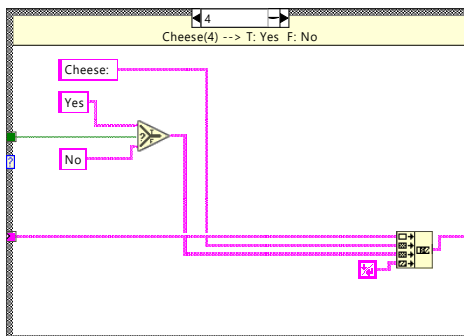 4
Cheese(4) --> T: Yes F: No
Cheese:
Yes
T
?
F
No
?